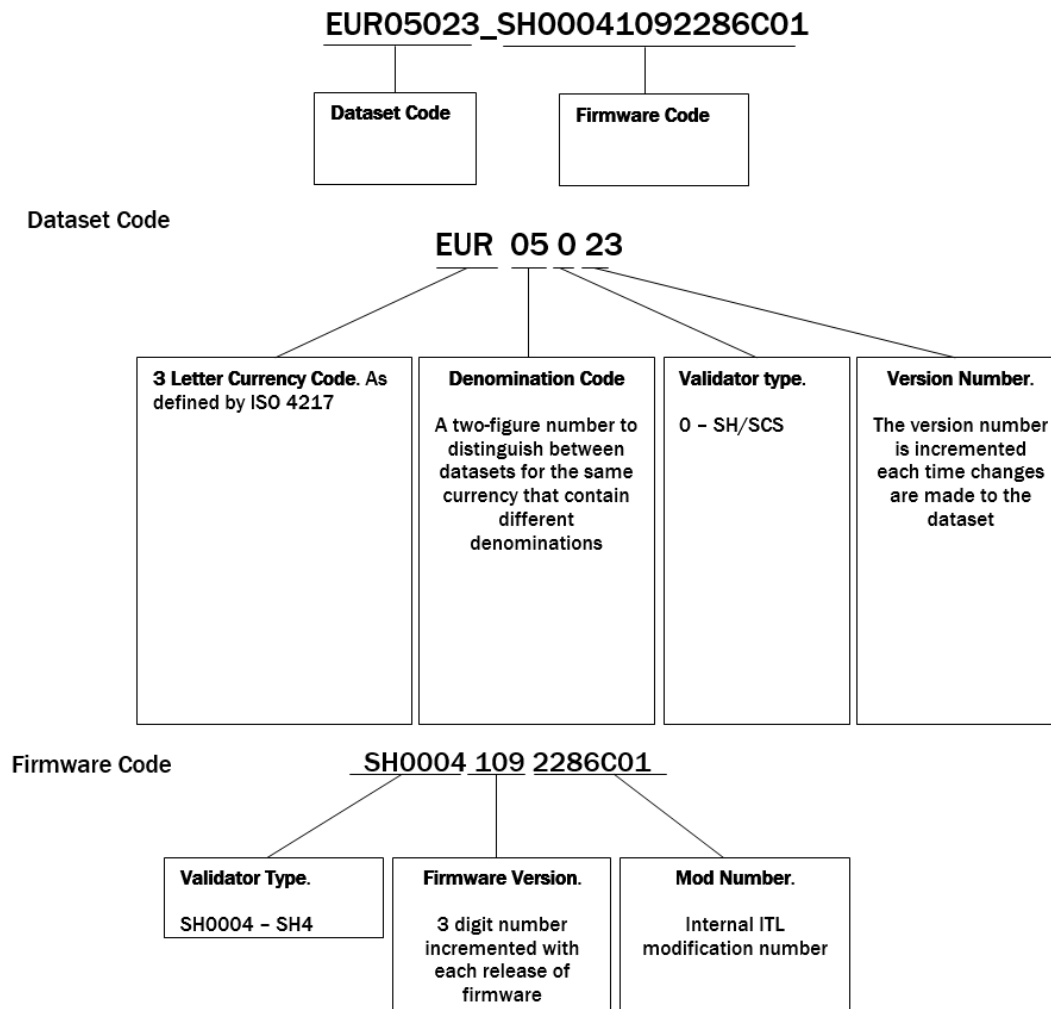 EUR05023_SH00041092286C01
Dataset Code
Firmware Code
Dataset Code
EUR 05 0 23
3 Letter Currency Code. As
defined by ISO 4217
Denomination Code
A two-figure number to
distinguish between
datasets for the same
currency that contain
different
denominations
Validator type.
0 – SH/SCS
Version Number.
The version number
is incremented
each time changes
are made to the
dataset
Firmware Code
SH0004 109 2286C01
Validator Type.
SH0004 – SH4
Firmware Version.
3 digit number
incremented with
each release of
firmware
Mod Number.
Internal ITL
modification number